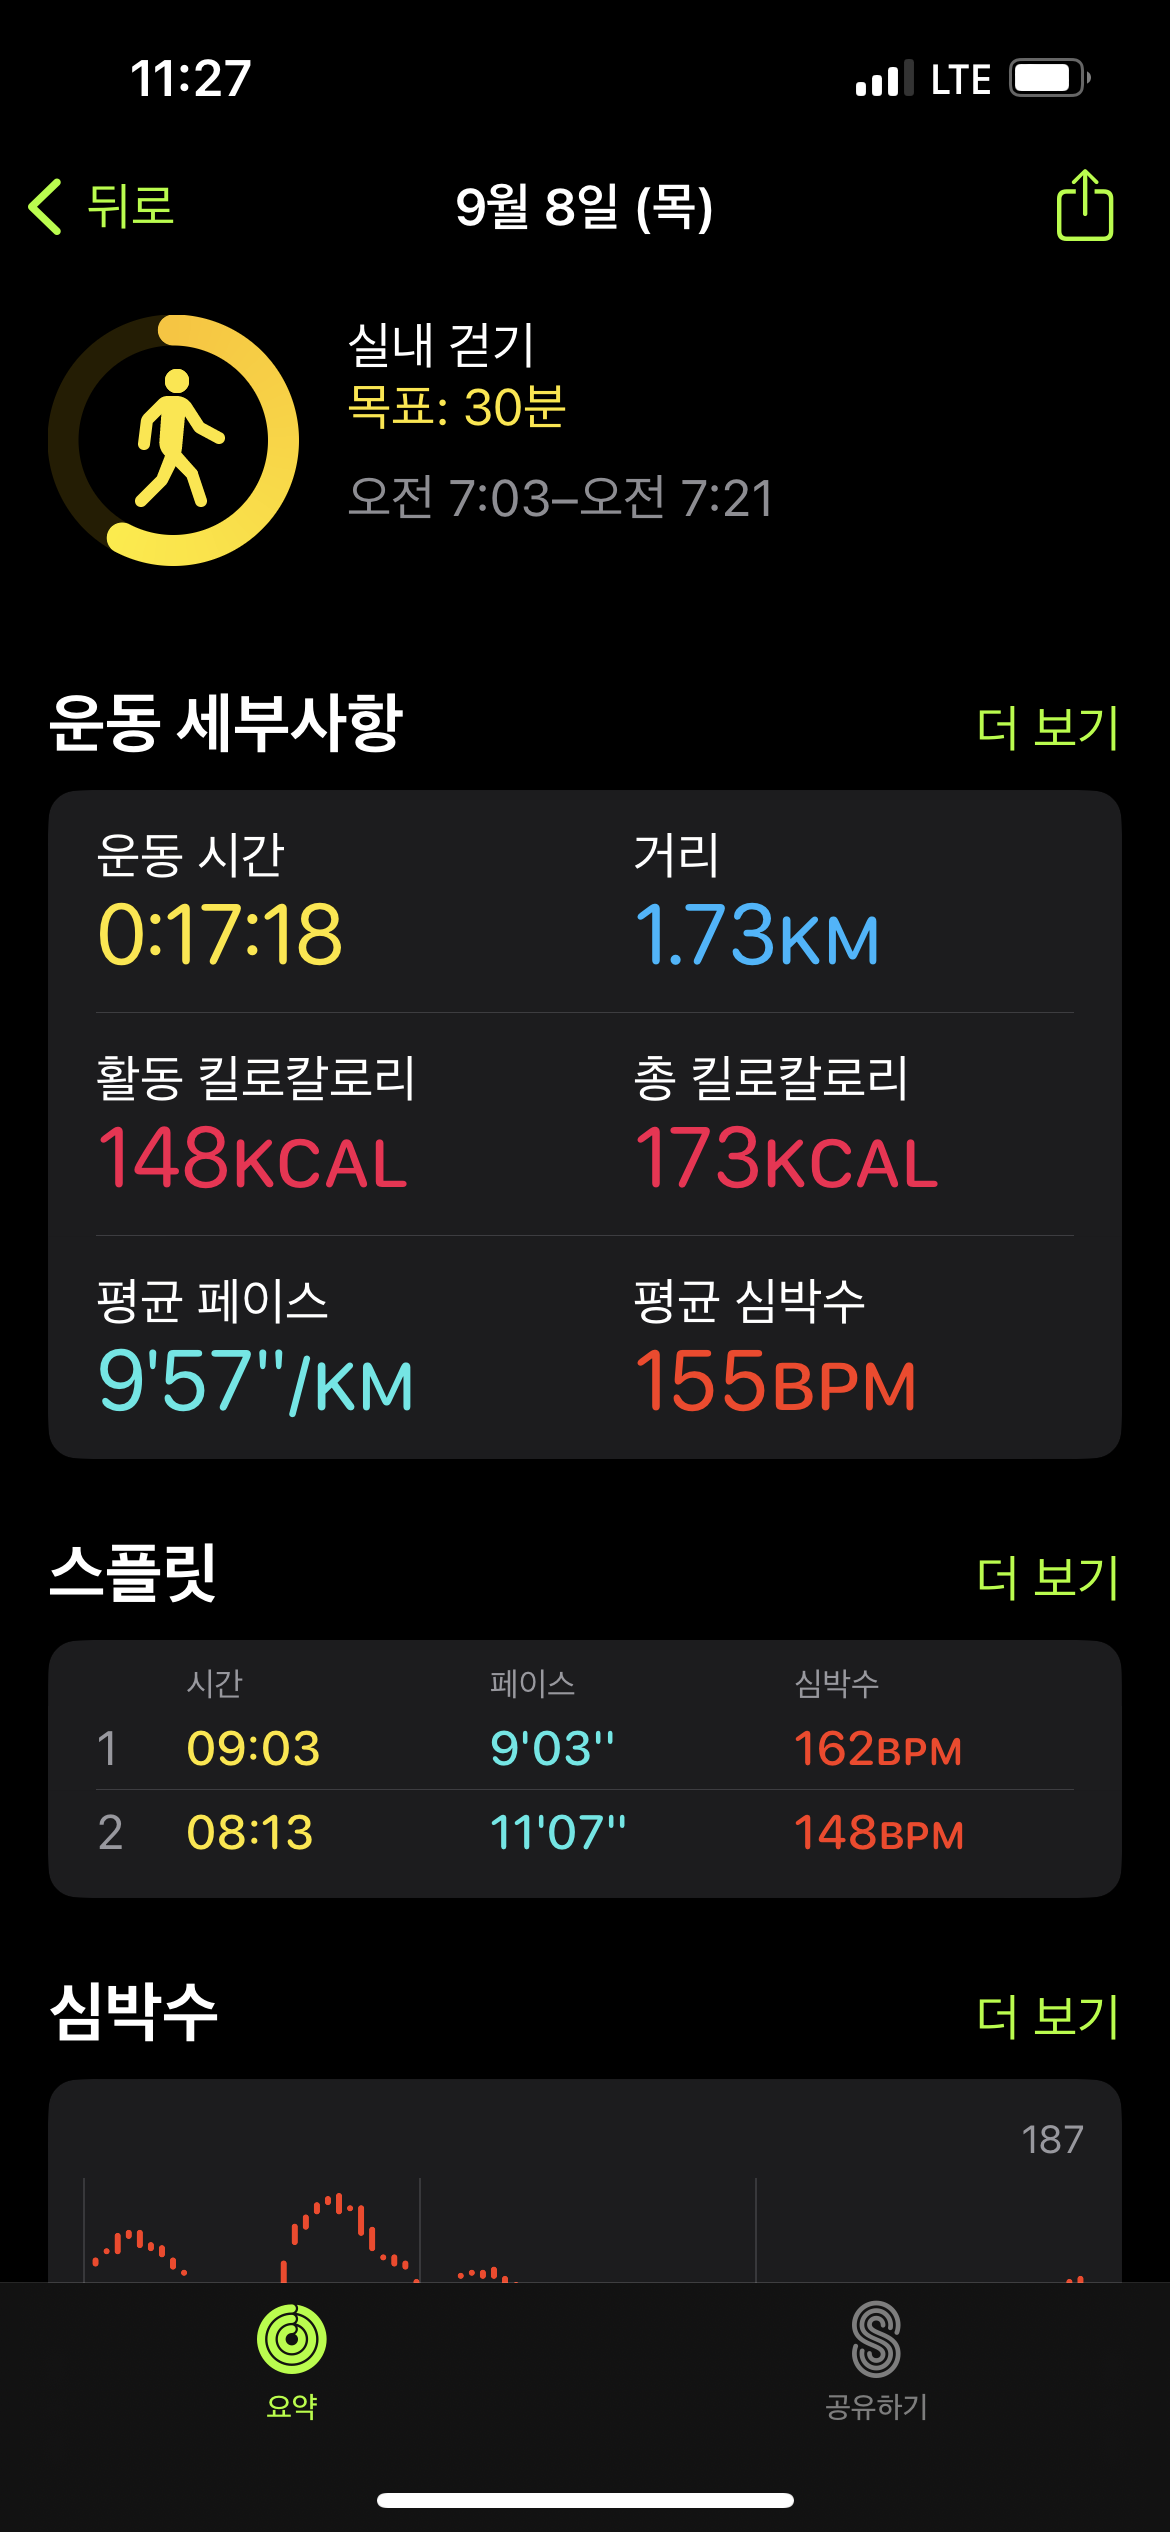 11:27 LTE
뒤로 9월 8일 (목)
실내 걷기
목표: 30분
오전 7:03–오전 7:21
운동 세부사항 더 보기
운동 시간 거리
0:17:18 1.73KM
활동 킬로칼로리 총 킬로칼로리
148KCAL 173KCAL
평균 페이스 평균 심박수
9'57"/KM 155BPM
스플릿 더 보기
시간 페이스 심박수
1 09:03 9'03'' 162BPM
2 08:13 11'07'' 148BPM
심박수 더 보기
187
요약 공유하기